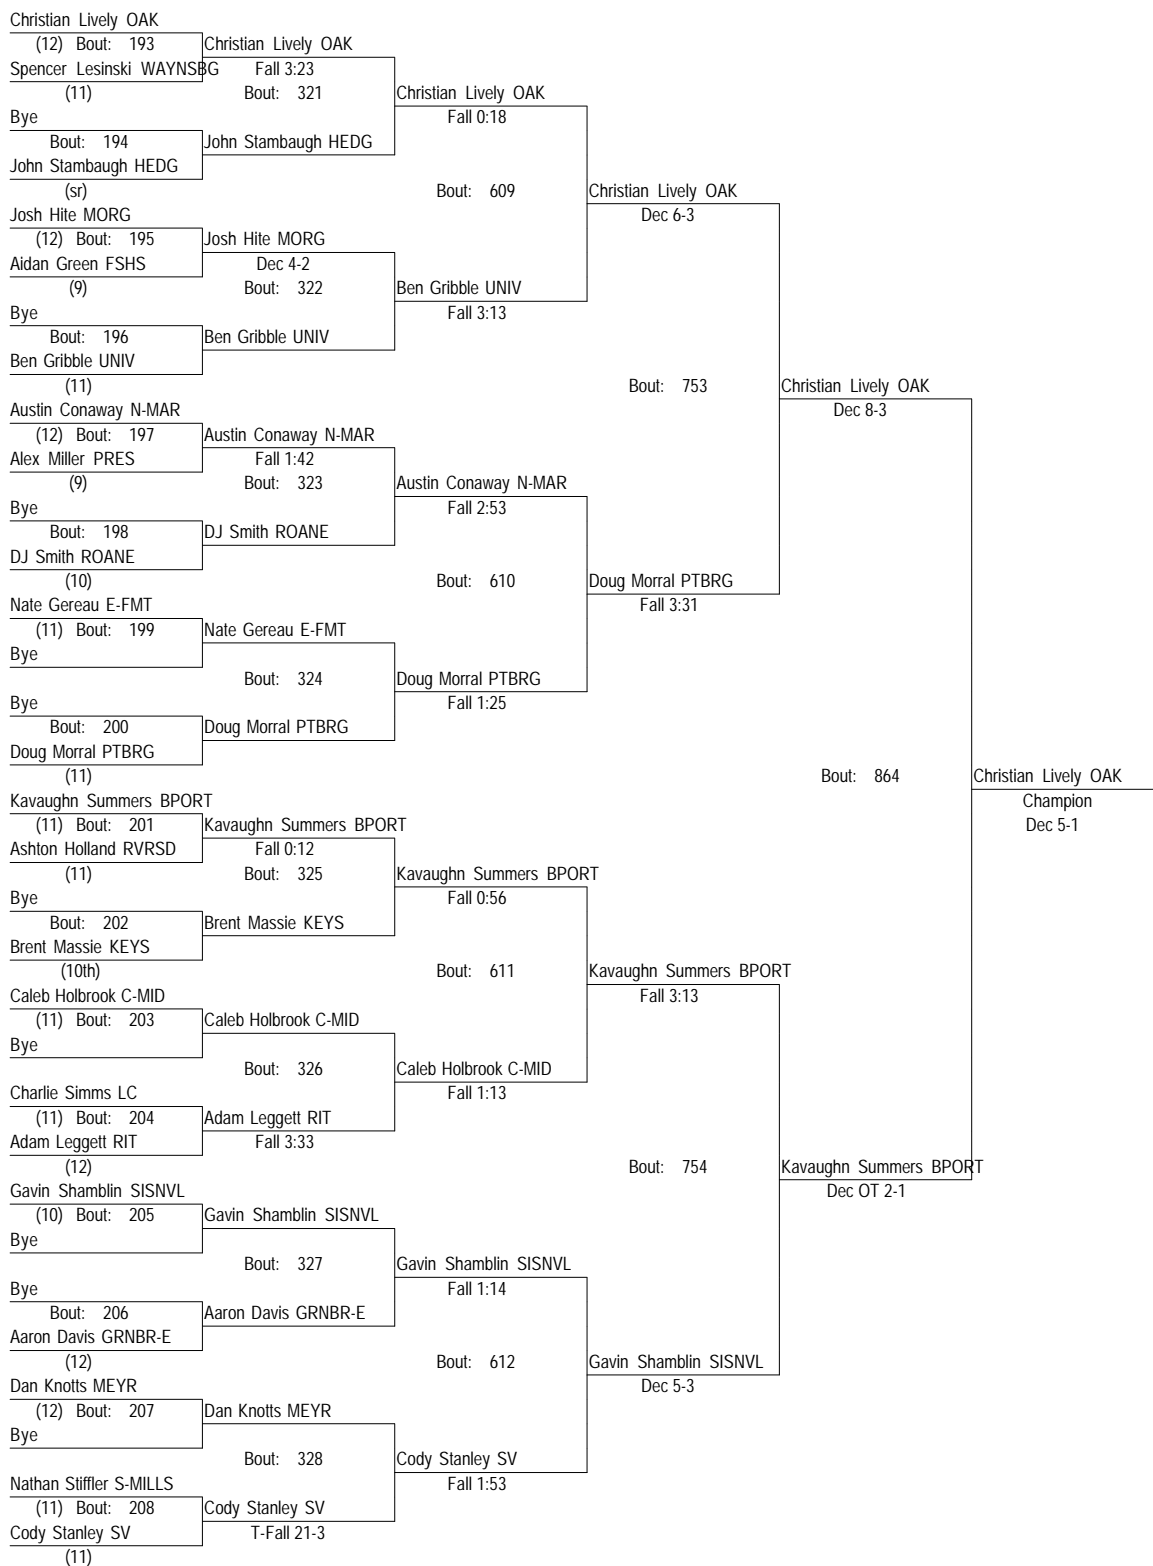 Christian Lively OAK
(12) Bout: 193 Christian Lively OAK
Spencer Lesinski WAYNSBG Fall 3:23
(11) Bout: 321 Christian Lively OAK
Bye Fall 0:18
Bout: 194 John Stambaugh HEDG
John Stambaugh HEDG
(sr) Bout: 609 Christian Lively OAK
Josh Hite MORG Dec 6-3
(12) Bout: 195 Josh Hite MORG
Aidan Green FSHS Dec 4-2
(9) Bout: 322 Ben Gribble UNIV
Bye Fall 3:13
Bout: 196 Ben Gribble UNIV
Ben Gribble UNIV
(11) Bout: 753 Christian Lively OAK
Austin Conaway N-MAR Dec 8-3
(12) Bout: 197 Austin Conaway N-MAR
Alex Miller PRES Fall 1:42
(9) Bout: 323 Austin Conaway N-MAR
Bye Fall 2:53
Bout: 198 DJ Smith ROANE
DJ Smith ROANE
(10) Bout: 610 Doug Morral PTBRG
Nate Gereau E-FMT Fall 3:31
(11) Bout: 199 Nate Gereau E-FMT
Bye
Bout: 324 Doug Morral PTBRG
Bye Fall 1:25
Bout: 200 Doug Morral PTBRG
Doug Morral PTBRG
(11) Bout: 864 Christian Lively OAK
Kavaughn Summers BPORT Champion
(11) Bout: 201 Kavaughn Summers BPORT Dec 5-1
Ashton Holland RVRSD Fall 0:12
(11) Bout: 325 Kavaughn Summers BPORT
Bye Fall 0:56
Bout: 202 Brent Massie KEYS
Brent Massie KEYS
(10th) Bout: 611 Kavaughn Summers BPORT
Caleb Holbrook C-MID Fall 3:13
(11) Bout: 203 Caleb Holbrook C-MID
Bye
Bout: 326 Caleb Holbrook C-MID
Charlie Simms LC Fall 1:13
(11) Bout: 204 Adam Leggett RIT
Adam Leggett RIT Fall 3:33
(12) Bout: 754 Kavaughn Summers BPORT
Gavin Shamblin SISNVL Dec OT 2-1
(10) Bout: 205 Gavin Shamblin SISNVL
Bye
Bout: 327 Gavin Shamblin SISNVL
Bye Fall 1:14
Bout: 206 Aaron Davis GRNBR-E
Aaron Davis GRNBR-E
(12) Bout: 612 Gavin Shamblin SISNVL
Dan Knotts MEYR Dec 5-3
(12) Bout: 207 Dan Knotts MEYR
Bye
Bout: 328 Cody Stanley SV
Nathan Stiffler S-MILLS Fall 1:53
(11) Bout: 208 Cody Stanley SV
Cody Stanley SV T-Fall 21-3
(11)